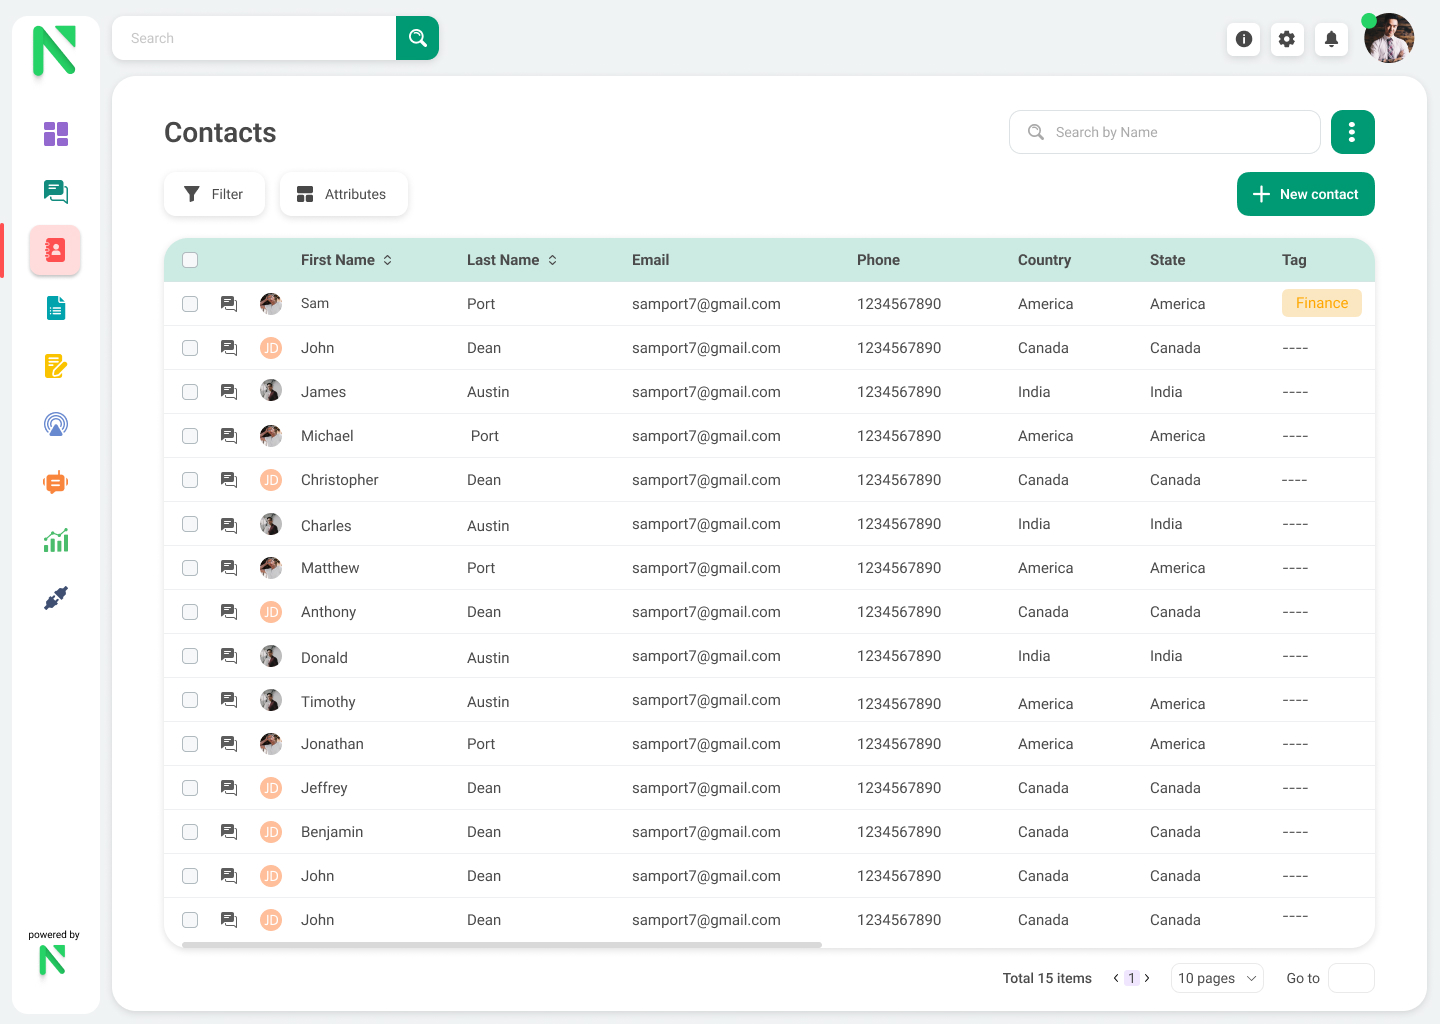 Search
Contacts
Search by Name
Filter
Attributes
New contact
First Name Last Name Email Phone Country State Tag
Sam Port samport7@gmail.com 1234567890 America America Finance
JD John Dean samport7@gmail.com 1234567890 Canada Canada ----
James Austin samport7@gmail.com 1234567890 India India ----
Michael Port samport7@gmail.com 1234567890 America America ----
JD Christopher Dean samport7@gmail.com 1234567890 Canada Canada ----
Charles Austin samport7@gmail.com 1234567890 India India ----
Matthew Port samport7@gmail.com 1234567890 America America ----
JD Anthony Dean samport7@gmail.com 1234567890 Canada Canada ----
Donald Austin samport7@gmail.com 1234567890 India India ----
Timothy Austin samport7@gmail.com 1234567890 America America ----
Jonathan Port samport7@gmail.com 1234567890 America America ----
JD Jeffrey Dean samport7@gmail.com 1234567890 Canada Canada ----
JD Benjamin Dean samport7@gmail.com 1234567890 Canada Canada ----
JD John Dean samport7@gmail.com 1234567890 Canada Canada ----
JD John Dean samport7@gmail.com 1234567890 Canada Canada ----
powered by
Total 15 items < 1 > 10 pages Go to